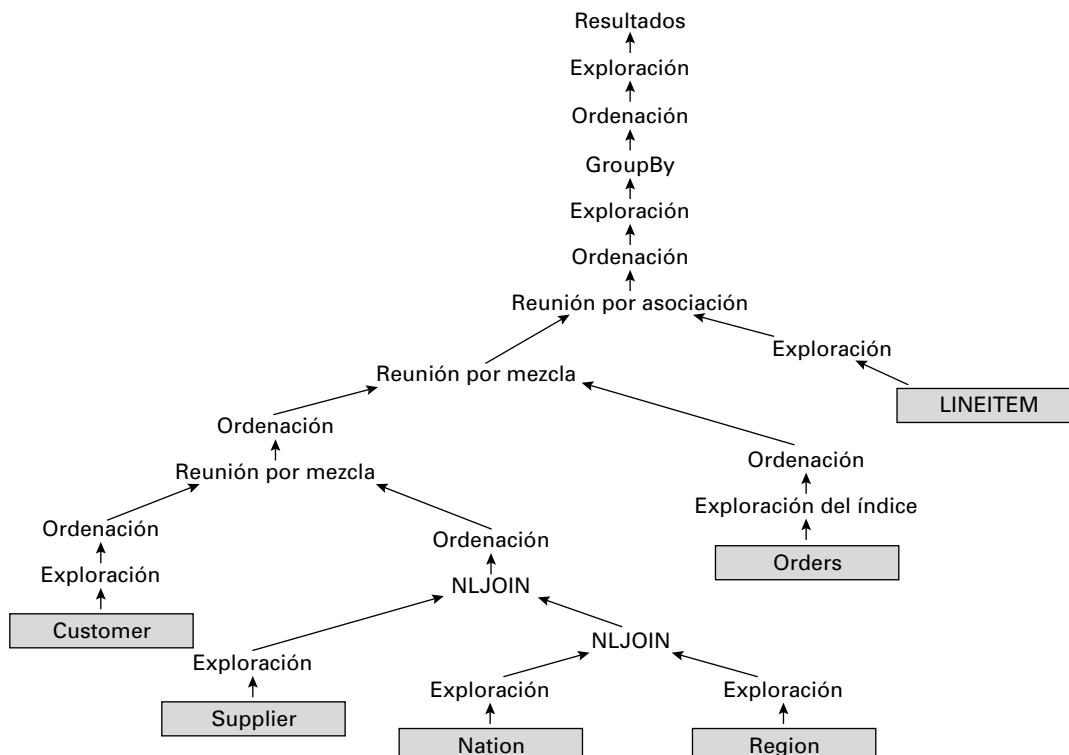 Resultados
Exploración
Ordenación
GroupBy
Exploración
Ordenación
Reunión por asociación
Exploración
Reunión por mezcla
LINEITEM
Ordenación
Ordenación
Reunión por mezcla
Exploración del índice
Ordenación
Ordenación
Orders
Exploración
NLJOIN
Customer
NLJOIN
Exploración
Exploración
Exploración
Supplier
Nation
Region